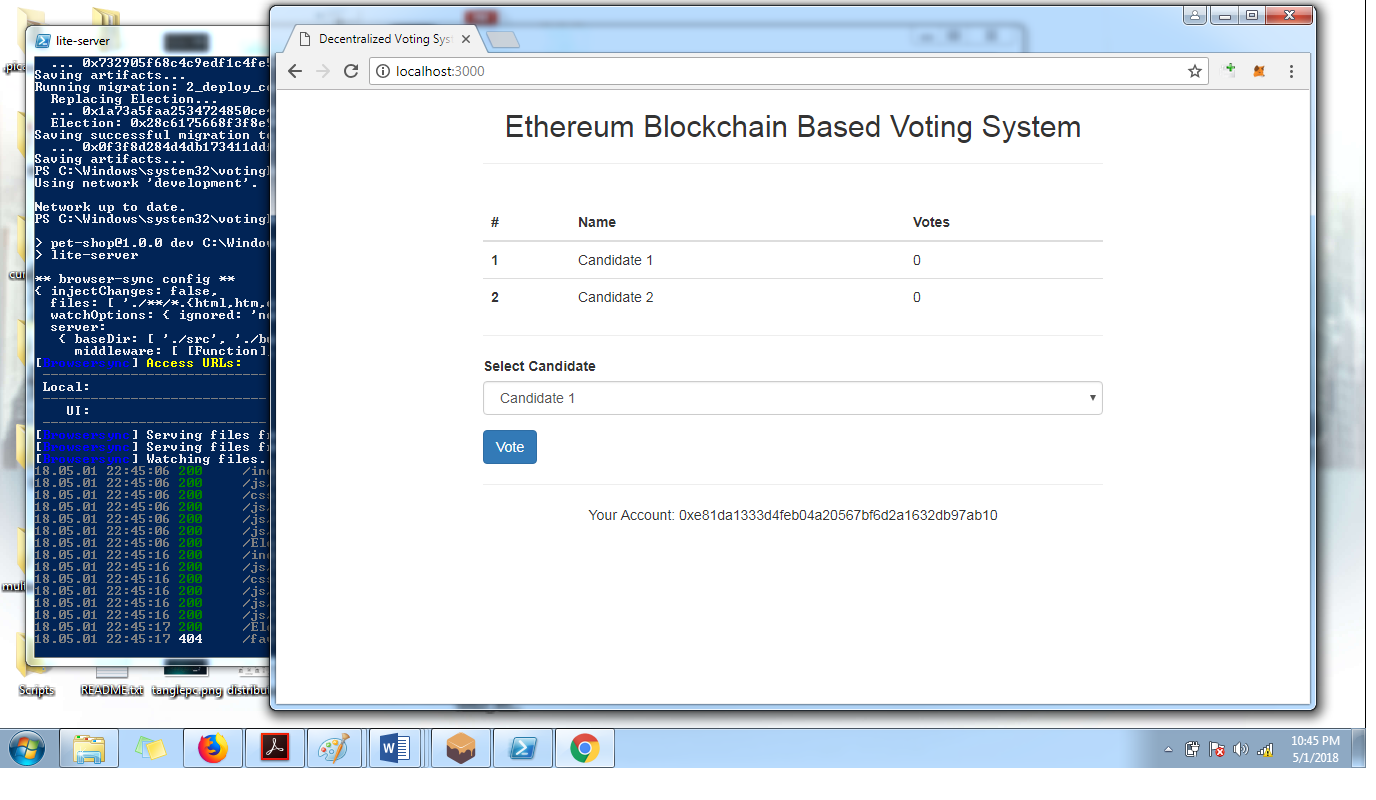 lite-server
... 0x732905f68c4c9edf1c4fe
Saving artifacts...
Running migration: 2_deploy_c
Replacing Election...
... 0x1a73a5faa2534724850ce
Election: 0x28c6175668f3f8e
Saving successful migration t
... 0x0f3f8d284d4db173411dd
Saving artifacts...
PS C:\Windows\system32\voting
Using network 'development'.
Network up to date.
PS C:\Windows\system32\voting
> pet-shop@1.0.0 dev C:\Windo
> lite-server
** browser-sync config **
{ injectChanges: false,
files: [ './**/*.{html,htm,
watchOptions: { ignored: 'n
server:
{ baseDir: [ './src', './b
middleware: [ [Function]
[Browsersync] Access URLs:
Local:
UI:
[Browsersync] Serving files f
[Browsersync] Serving files f
[Browsersync] Watching files.
18.05.01 22:45:06 200 /in
18.05.01 22:45:06 200 /js
18.05.01 22:45:06 200 /cs
18.05.01 22:45:06 200 /js
18.05.01 22:45:06 200 /js
18.05.01 22:45:06 200 /js
18.05.01 22:45:06 200 /El
18.05.01 22:45:16 200 /in
18.05.01 22:45:16 200 /js
18.05.01 22:45:16 200 /cs
18.05.01 22:45:16 200 /js
18.05.01 22:45:16 200 /js
18.05.01 22:45:16 200 /js
18.05.01 22:45:17 200 /El
18.05.01 22:45:17 404 /fa
Scripts README.txt tanglepc.png distribu
Decentralized Voting Sys
localhost:3000
Ethereum Blockchain Based Voting System
# Name Votes
1 Candidate 1 0
2 Candidate 2 0
Select Candidate
Candidate 1
Vote
Your Account: 0xe81da1333d4feb04a20567bf6d2a1632db97ab10
10:45 PM
5/1/2018